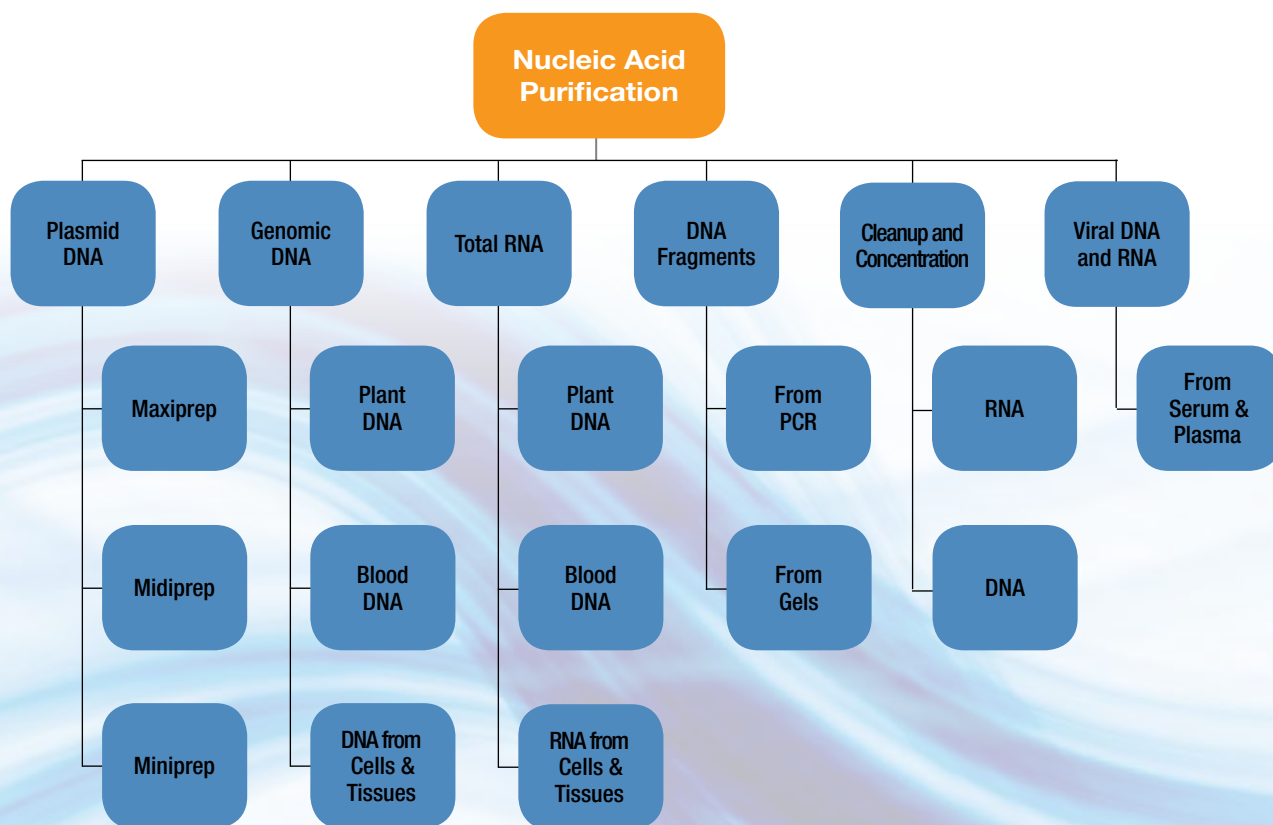 Nucleic Acid
Purification
Plasmid
DNA
Genomic
DNA
Total RNA
DNA
Fragments
Cleanup and
Concentration
Viral DNA
and RNA
Maxiprep
Plant
DNA
Plant
DNA
From
PCR
RNA
From
Serum &
Plasma
Midiprep
Blood
DNA
Blood
DNA
From
Gels
DNA
Miniprep
DNA from
Cells &
Tissues
RNA from
Cells &
Tissues